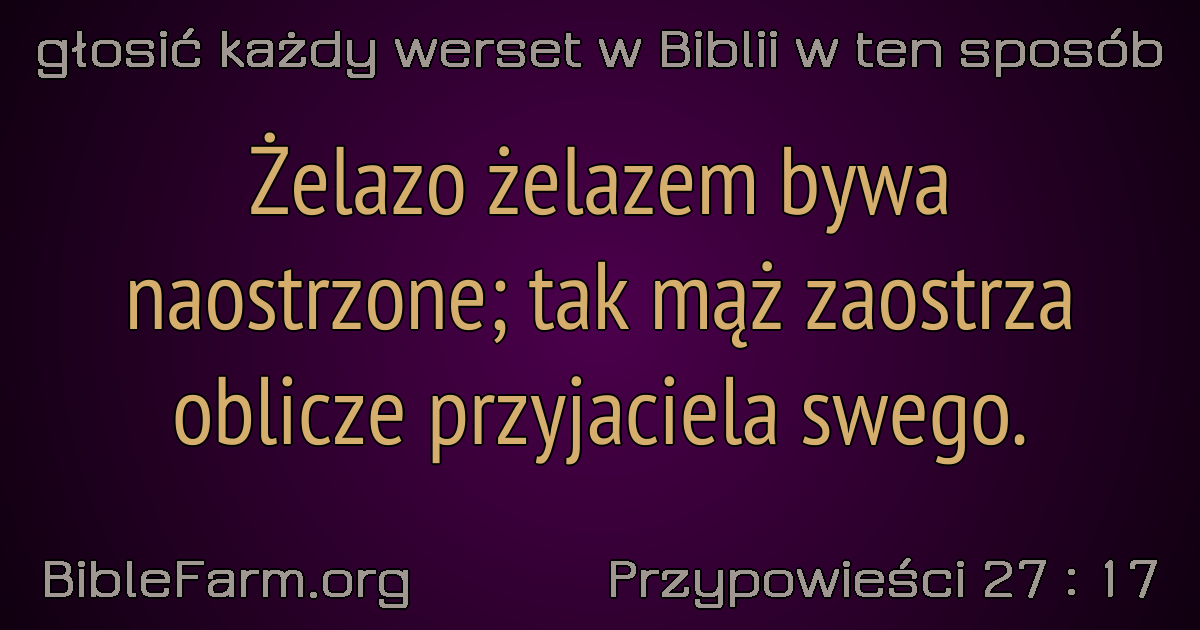 głosić każdy werset w Biblii w ten sposób
Żelazo żelazem bywa
naostrzone; tak mąż zaostrza
oblicze przyjaciela swego.
BibleFarm.org
Przypowieści 27 : 17